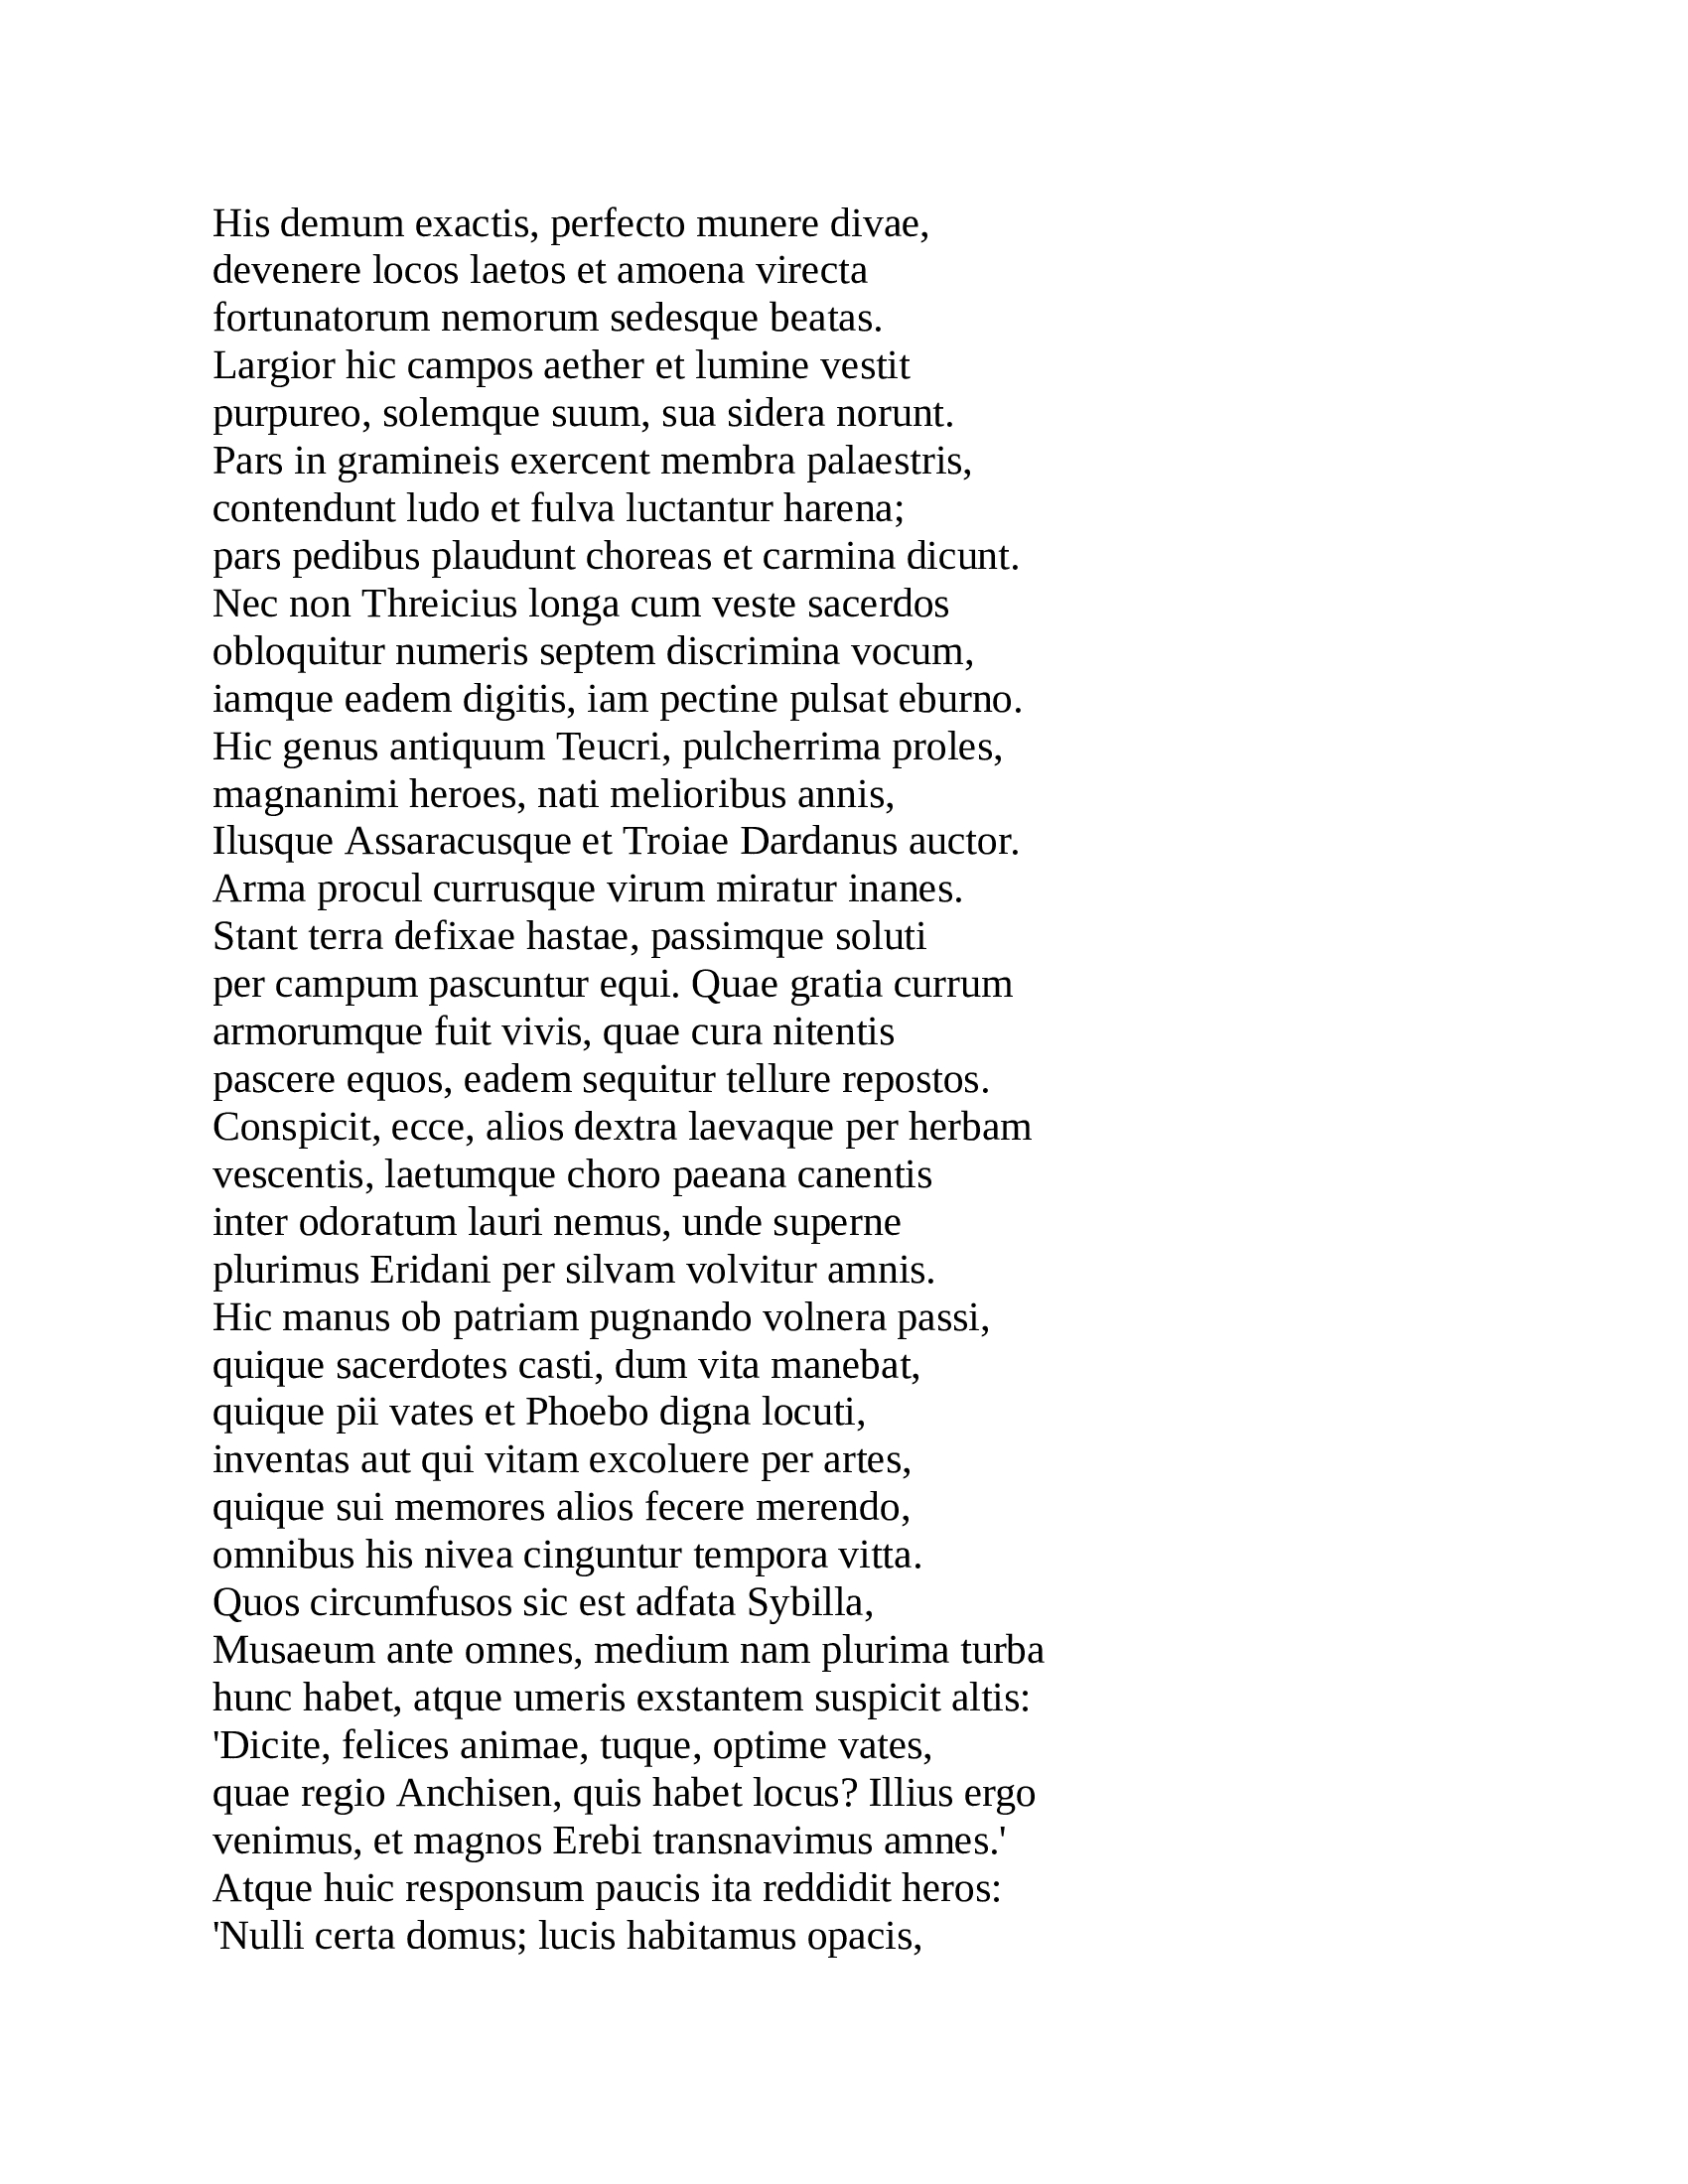 His demum exactis, perfecto munere divae,
devenere locos laetos et amoena virecta
fortunatorum nemorum sedesque beatas.
Largior hic campos aether et lumine vestit
purpureo, solemque suum, sua sidera norunt.
Pars in gramineis exercent membra palaestris,
contendunt ludo et fulva luctantur harena;
pars pedibus plaudunt choreas et carmina dicunt.
Nec non Threicius longa cum veste sacerdos
obloquitur numeris septem discrimina vocum,
iamque eadem digitis, iam pectine pulsat eburno.
Hic genus antiquum Teucri, pulcherrima proles,
magnanimi heroes, nati melioribus annis,
Ilusque Assaracusque et Troiae Dardanus auctor.
Arma procul currusque virum miratur inanes.
Stant terra defixae hastae, passimque soluti
per campum pascuntur equi. Quae gratia currum
armorumque fuit vivis, quae cura nitentis
pascere equos, eadem sequitur tellure repostos.
Conspicit, ecce, alios dextra laevaque per herbam
vescentis, laetumque choro paeana canentis
inter odoratum lauri nemus, unde superne
plurimus Eridani per silvam volvitur amnis.
Hic manus ob patriam pugnando volnera passi,
quique sacerdotes casti, dum vita manebat,
quique pii vates et Phoebo digna locuti,
inventas aut qui vitam excoluere per artes,
quique sui memores alios fecere merendo,
omnibus his nivea cinguntur tempora vitta.
Quos circumfusos sic est adfata Sybilla,
Musaeum ante omnes, medium nam plurima turba
hunc habet, atque umeris exstantem suspicit altis:
'Dicite, felices animae, tuque, optime vates,
quae regio Anchisen, quis habet locus? Illius ergo
venimus, et magnos Erebi transnavimus amnes.'
Atque huic responsum paucis ita reddidit heros:
'Nulli certa domus; lucis habitamus opacis,